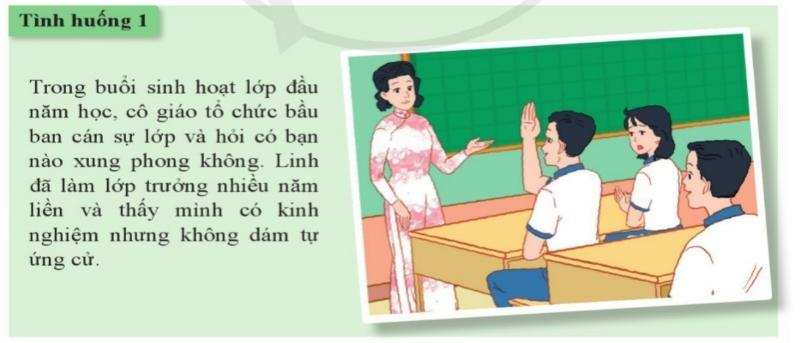 Tình huống 1
Trong buổi sinh hoạt lớp đầu
năm học, cô giáo tổ chức bầu
ban cán sự lớp và hỏi có bạn
nào xung phong không. Linh
đã làm lớp trưởng nhiều năm
liền và thấy mình có kinh
nghiệm nhưng không dám tự
ứng cử.